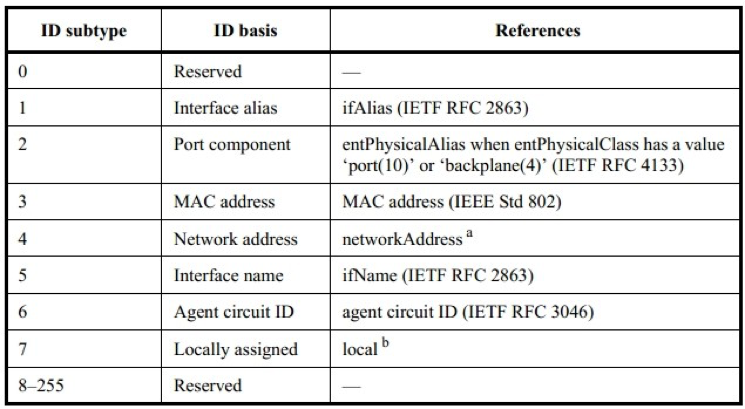 ID subtype ID basis References
0 Reserved —
1 Interface alias ifAlias (IETF RFC 2863)
2 Port component entPhysicalAlias when entPhysicalClass has a value
‘port(10)’ or ‘backplane(4)’ (IETF RFC 4133)
3 MAC address MAC address (IEEE Std 802)
4 Network address networkAddress a
5 Interface name ifName (IETF RFC 2863)
6 Agent circuit ID agent circuit ID (IETF RFC 3046)
7 Locally assigned local b
8–255 Reserved —